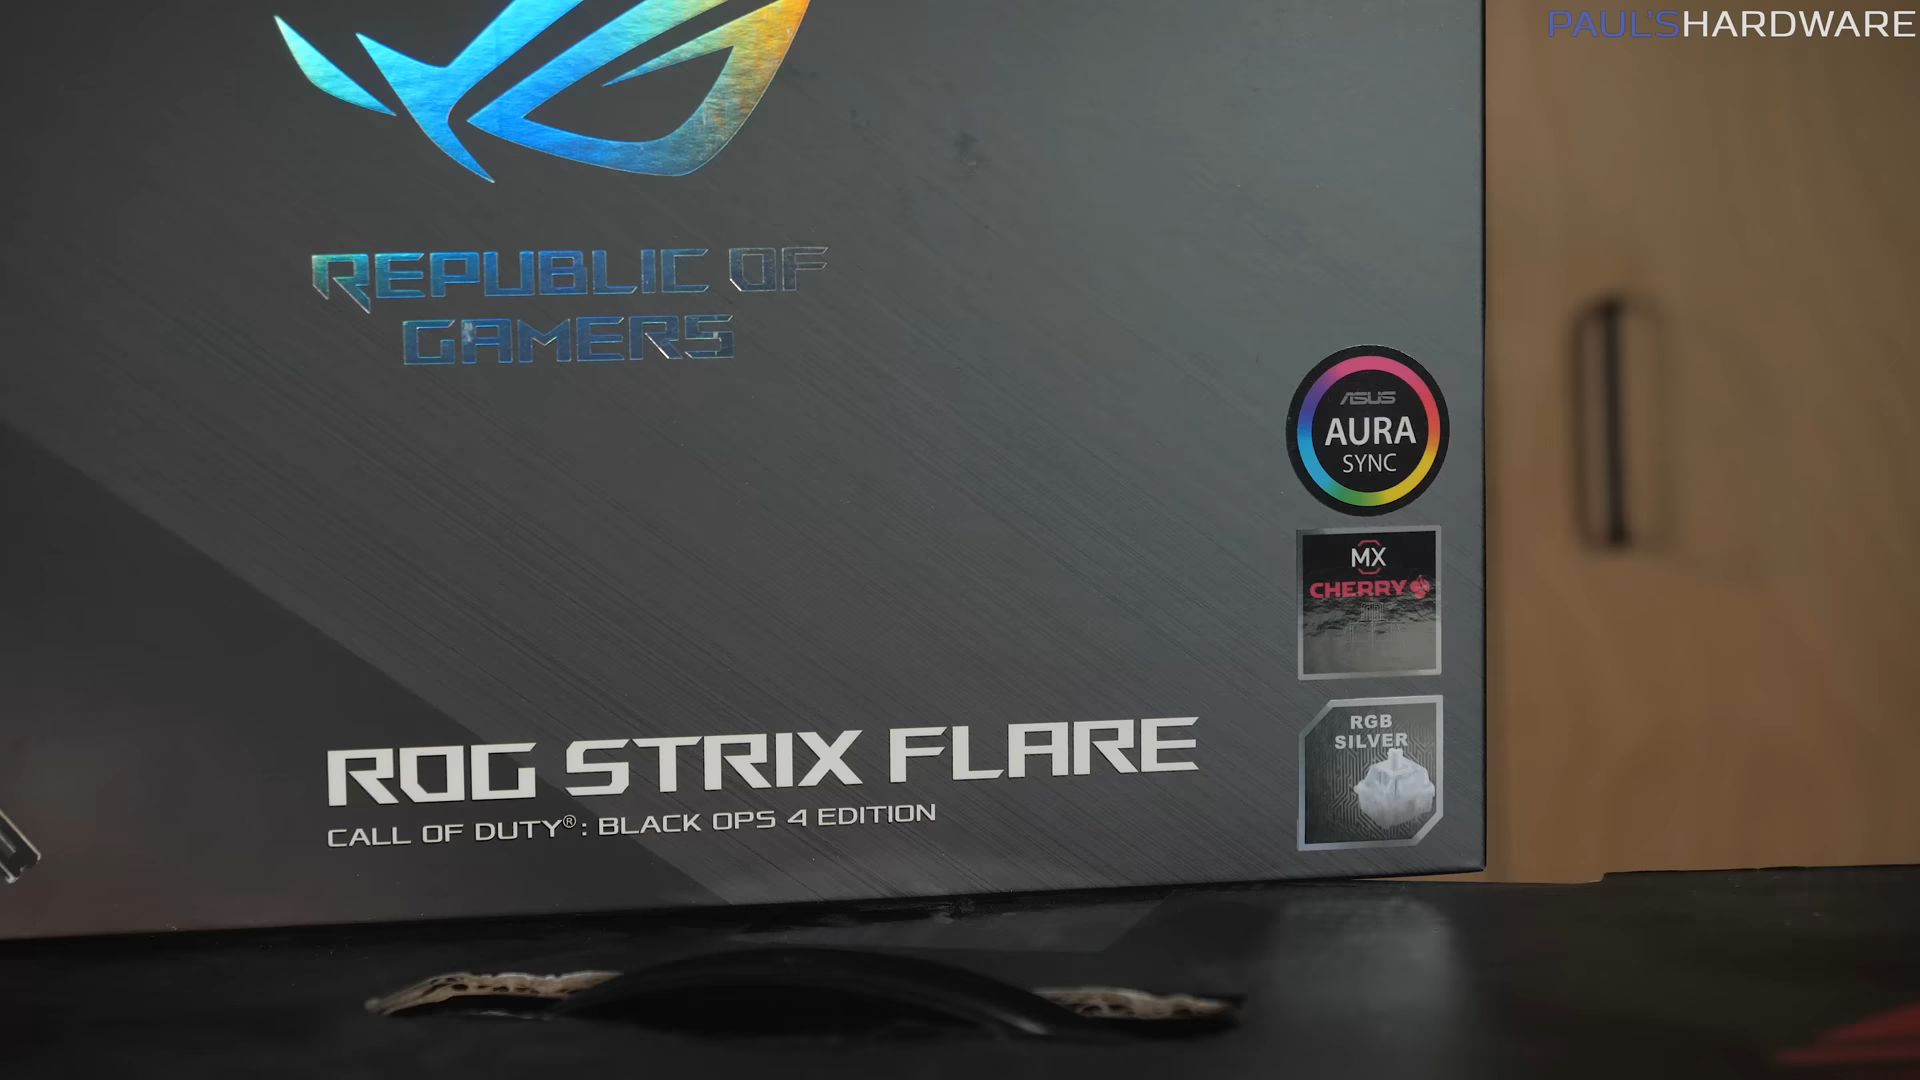 PAUL'SHARDWARE
REPUBLIC OF
GAMERS
ASUS
AURA
SYNC
MX
CHERRY
RGB
SILVER
ROG STRIX FLARE
CALL OF DUTY®: BLACK OPS 4 EDITION